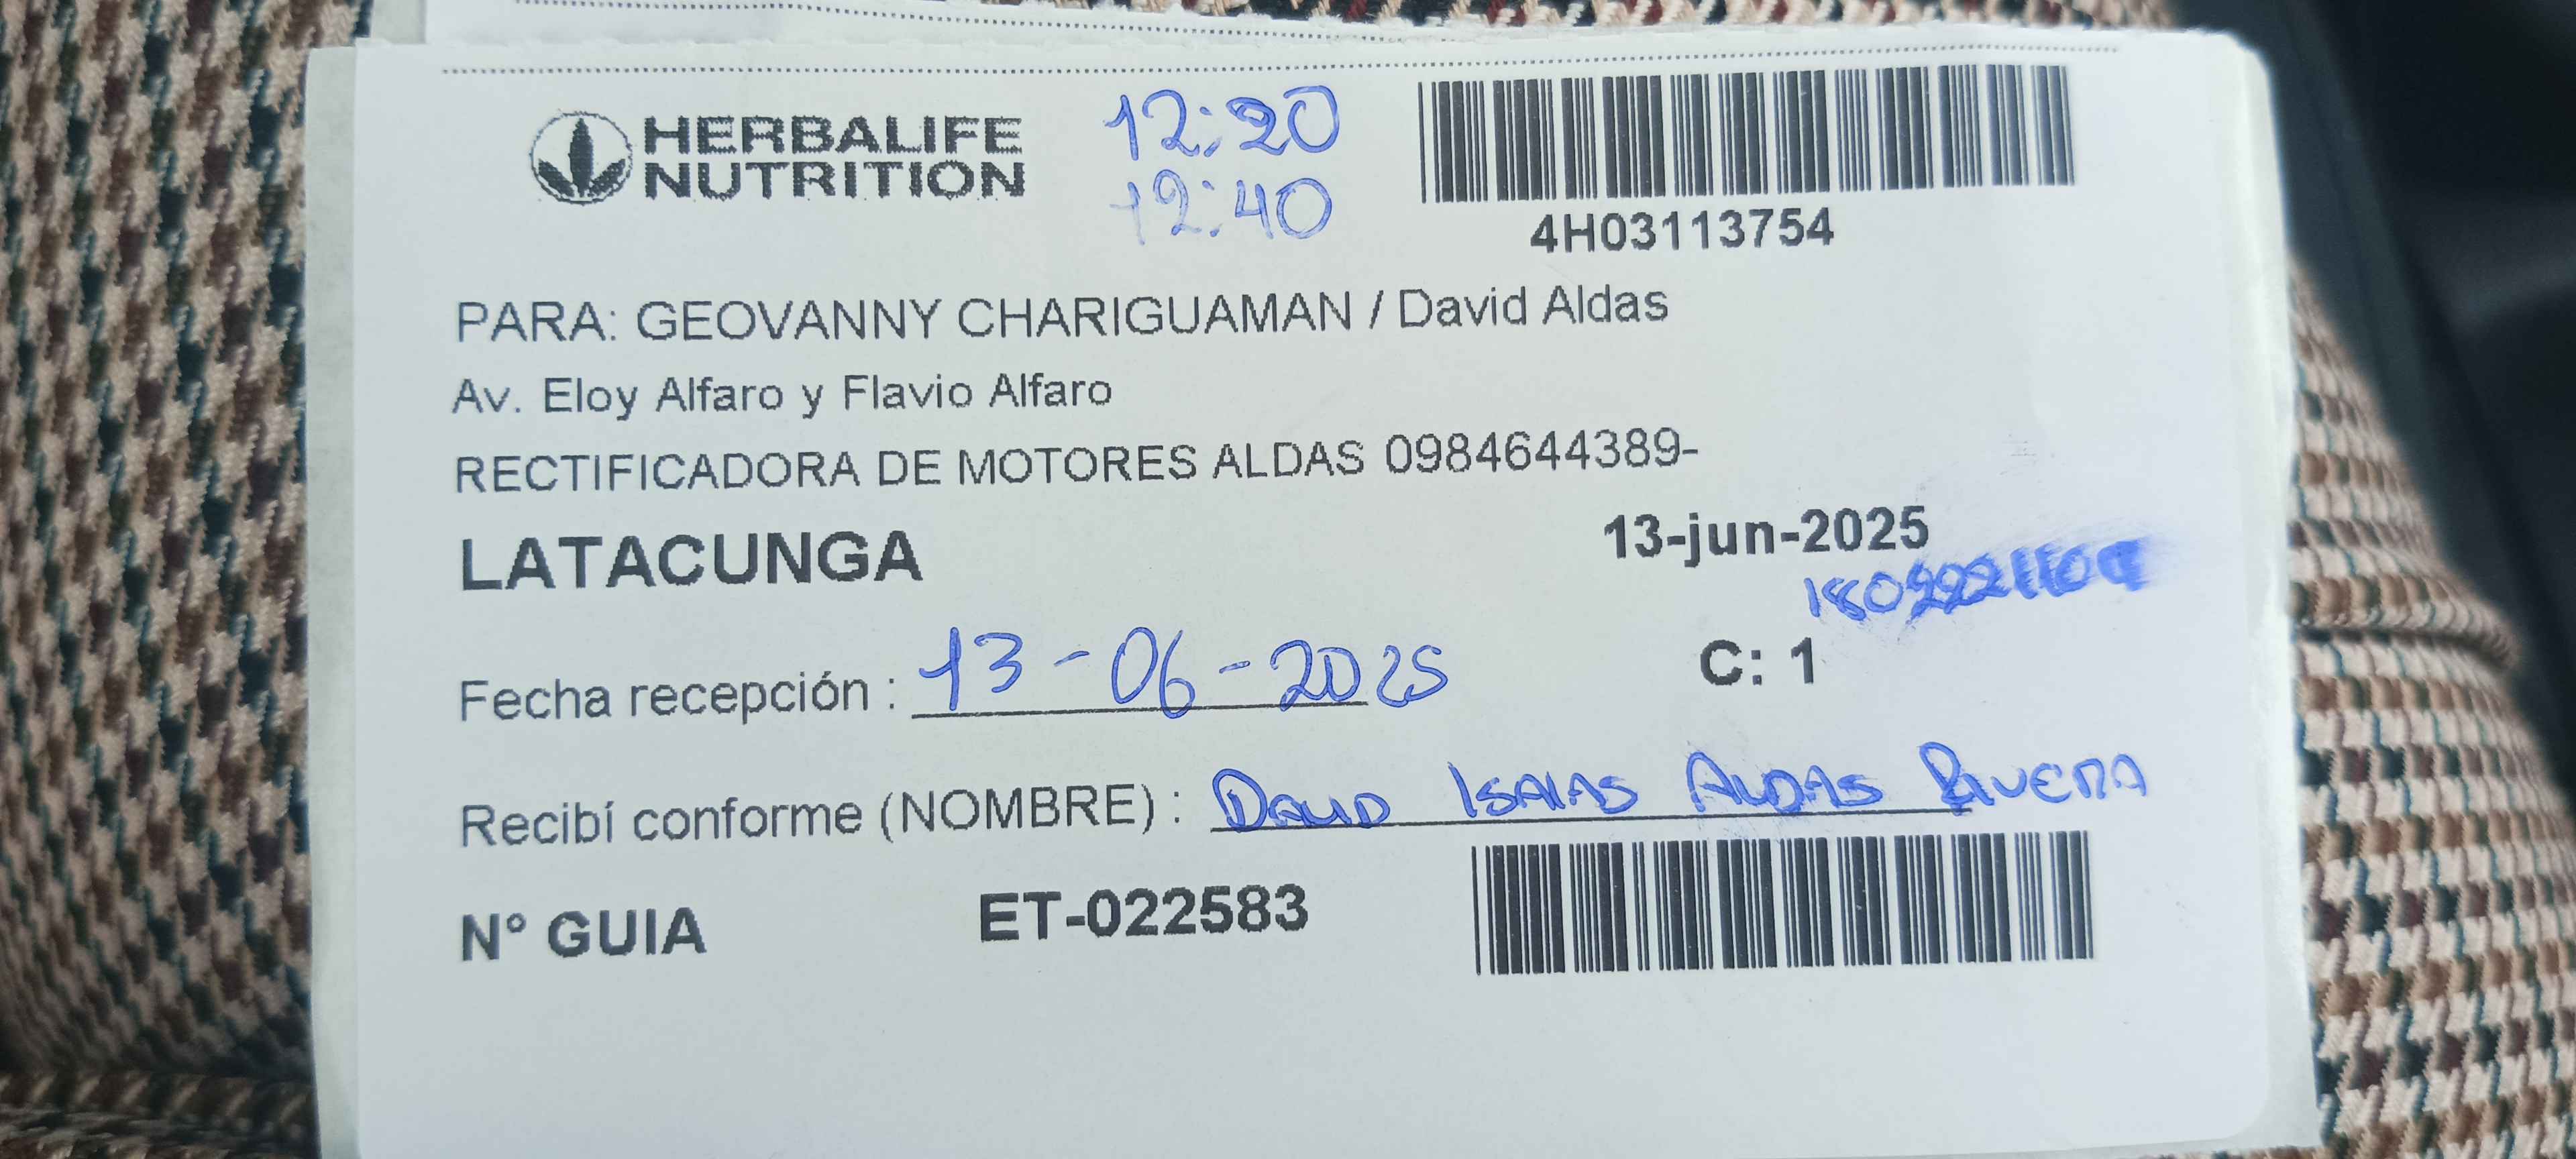 HERBALIFE
NUTRITION
12:20
12:40
4H03113754
PARA: GEOVANNY CHARIGUAMAN / David Aldas
Av. Eloy Alfaro y Flavio Alfaro
RECTIFICADORA DE MOTORES ALDAS 0984644389-
LATACUNGA
13-jun-2025
Fecha recepción : 13-06-2025
C: 1
Recibí conforme (NOMBRE) : DAVID ISAIAS ALDAS RIVERA
N° GUIA ET-022583